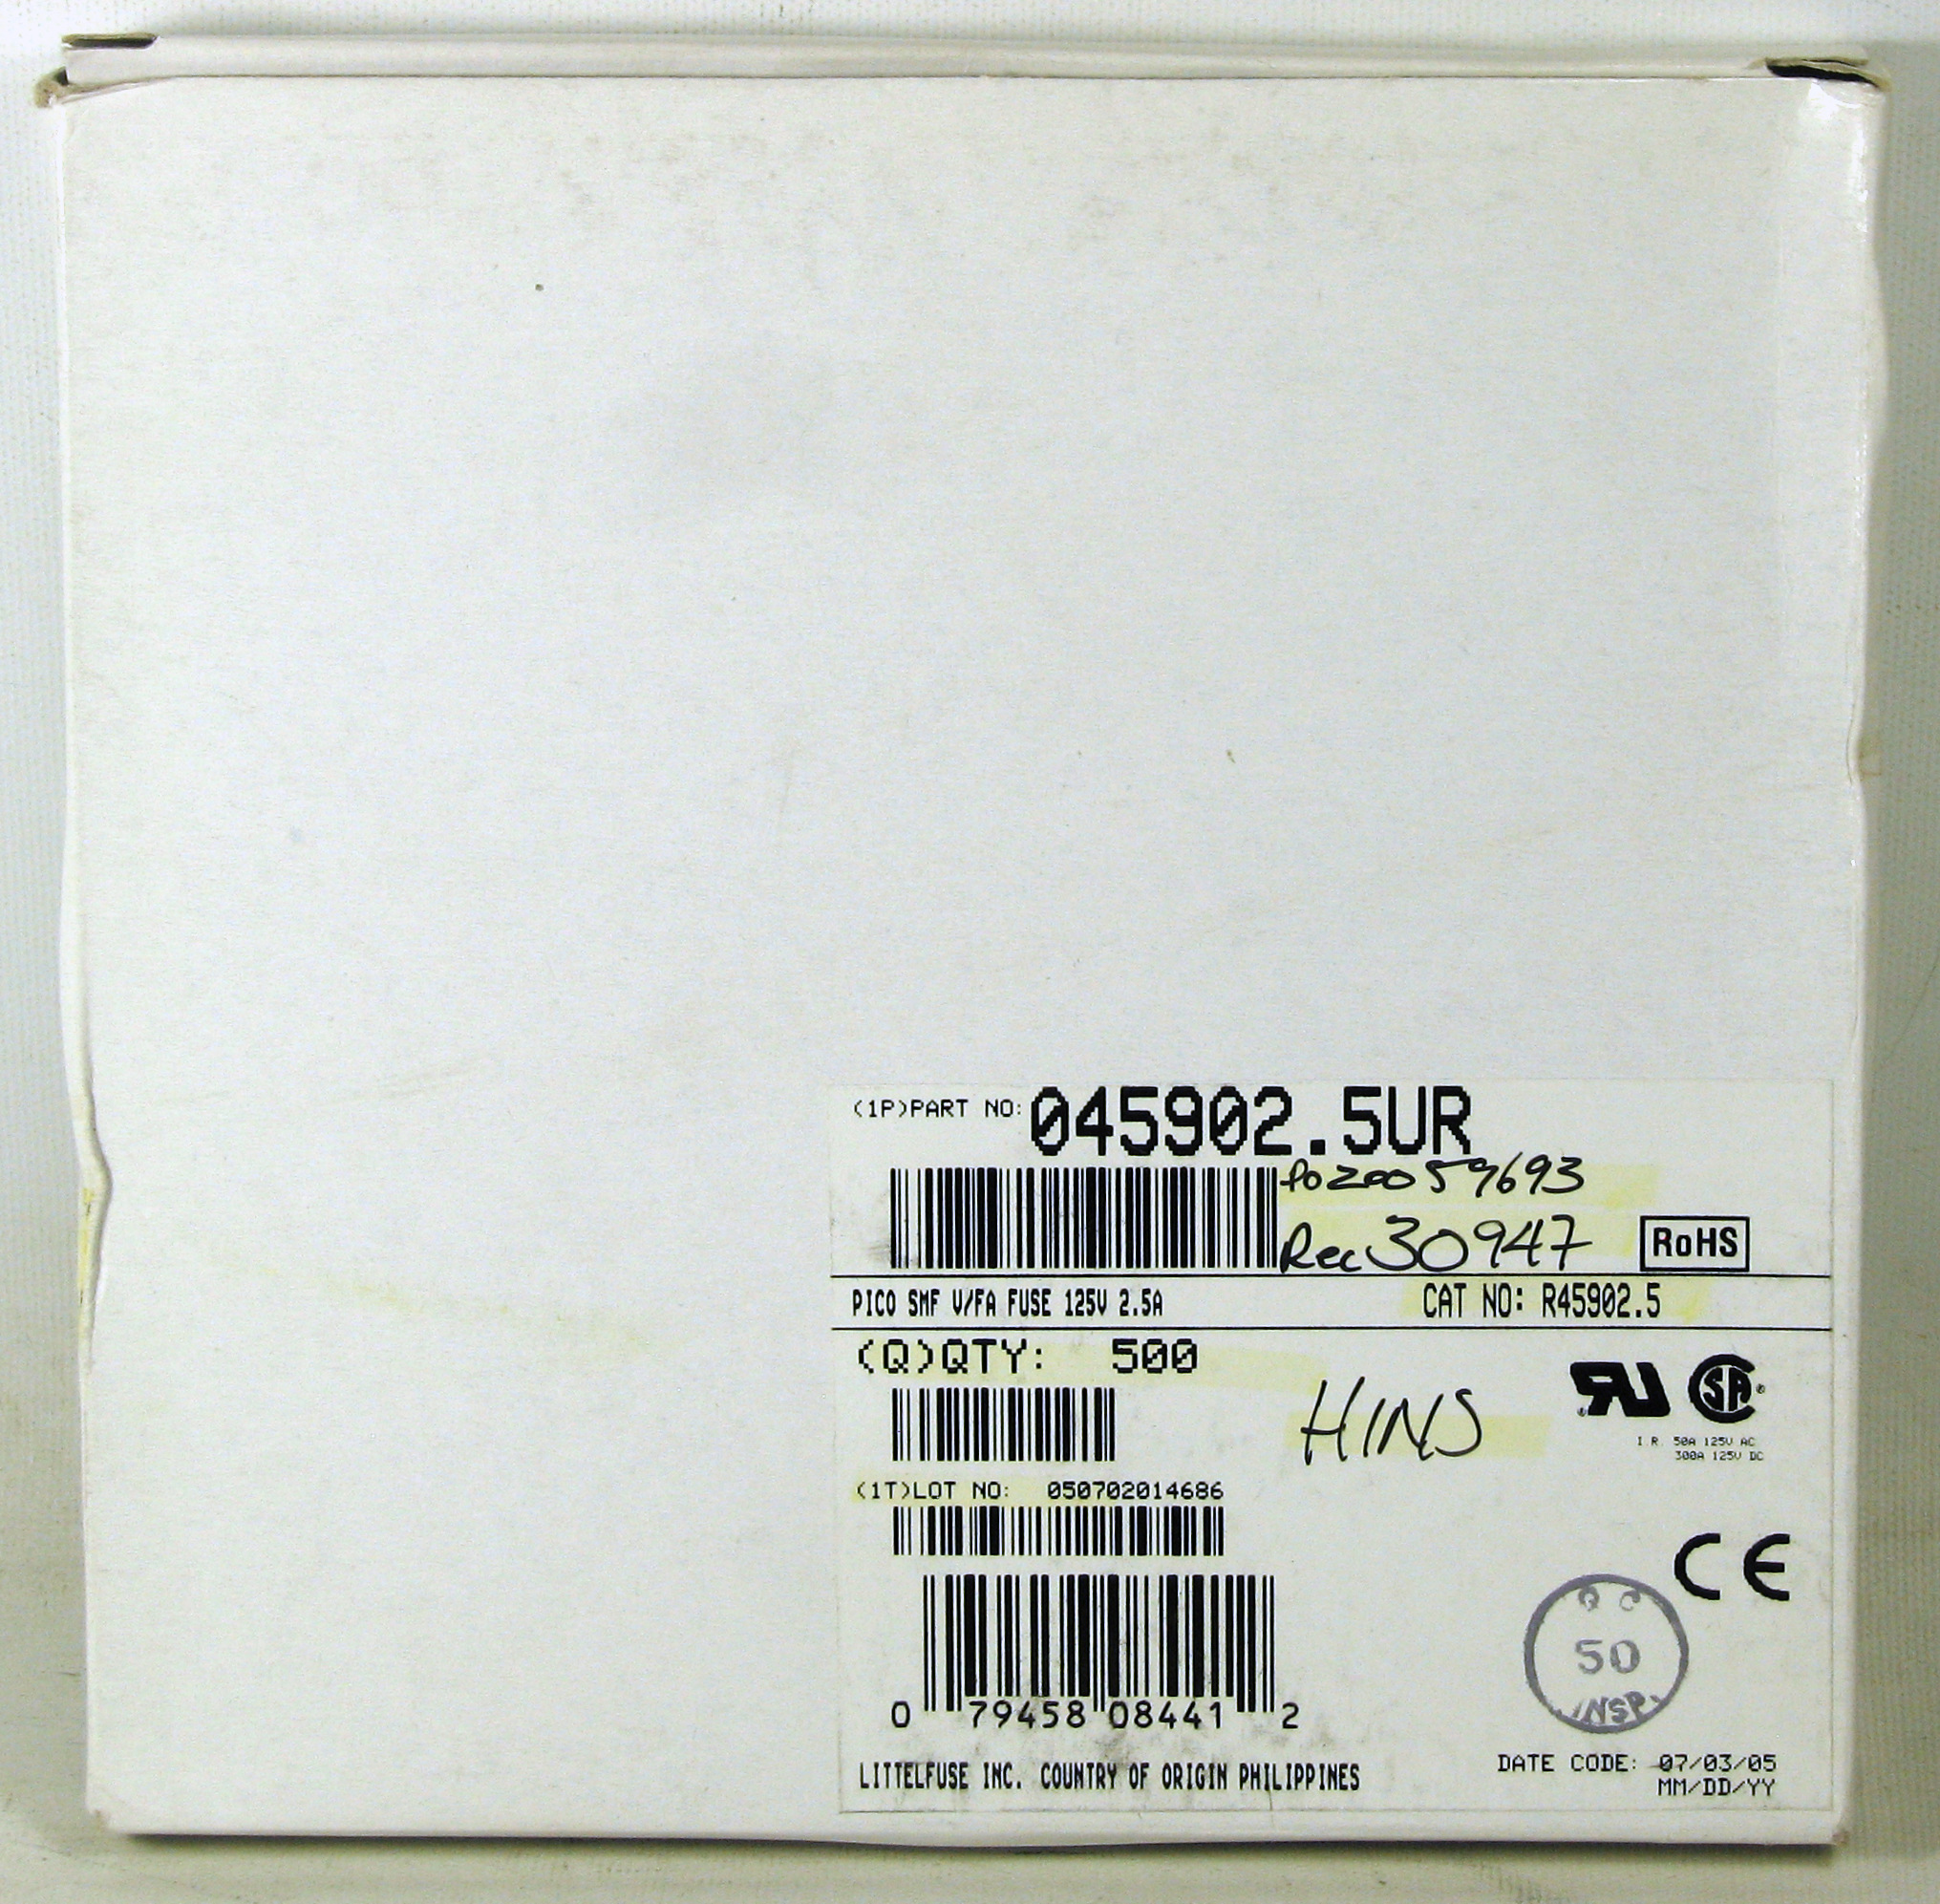 (1P)PART NO: 045902.5UR
PO20059693
Rec 30947
RoHS
PICO SMF V/FA FUSE 125V 2.5A CAT NO: R45902.5
(Q)QTY: 500
HINS
I.R. 50A 125V AC
300A 125V DC
(1T)LOT NO: 050702014686
CE
QC
50
INSP.
0 79458 08441 2
LITTELFUSE INC. COUNTRY OF ORIGIN PHILIPPINES
DATE CODE: 07/03/05
MM/DD/YY